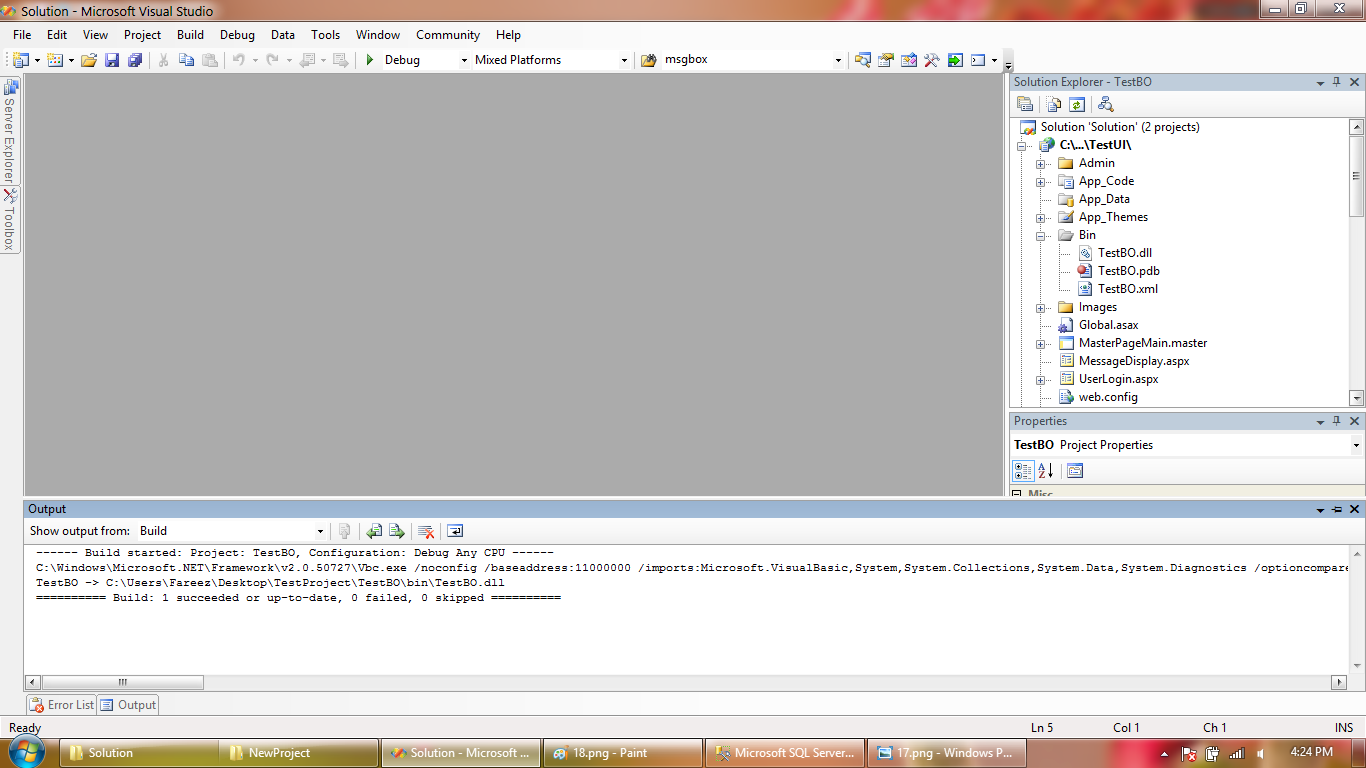 Solution - Microsoft Visual Studio
File Edit View Project Build Debug Data Tools Window Community Help
Debug Mixed Platforms msgbox
Server Explorer
Toolbox
Solution Explorer - TestBO
Solution 'Solution' (2 projects)
C:\...\TestUI\
Admin
App_Code
App_Data
App_Themes
Bin
TestBO.dll
TestBO.pdb
TestBO.xml
Images
Global.asax
MasterPageMain.master
MessageDisplay.aspx
UserLogin.aspx
web.config
Properties
TestBO Project Properties
Misc
Output
Show output from: Build
------ Build started: Project: TestBO, Configuration: Debug Any CPU ------
C:\Windows\Microsoft.NET\Framework\v2.0.50727\Vbc.exe /noconfig /baseaddress:11000000 /imports:Microsoft.VisualBasic,System,System.Collections,System.Data,System.Diagnostics /optioncompare
TestBO -> C:\Users\Fareez\Desktop\TestProject\TestBO\bin\TestBO.dll
========== Build: 1 succeeded or up-to-date, 0 failed, 0 skipped ==========
Error List Output
Ready Ln 5 Col 1 Ch 1 INS
Solution NewProject Solution - Microsoft ... 18.png - Paint Microsoft SQL Server... 17.png - Windows P... 4:24 PM